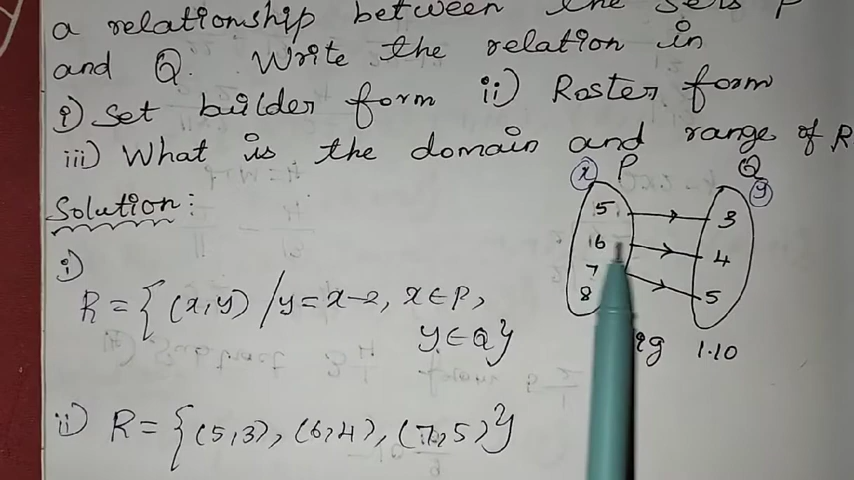 a relationship between the sets P
and Q. Write the relation in
i) Set builder form ii) Roster form
iii) What is the domain and range of R
Solution:
x P Q y
5 3
6 4
7 5
8
i)
R = { (x,y) / y = x-2, x ∈ P,
y ∈ Q }
1.10
ii) R = { (5,3), (6,4), (7,5) }